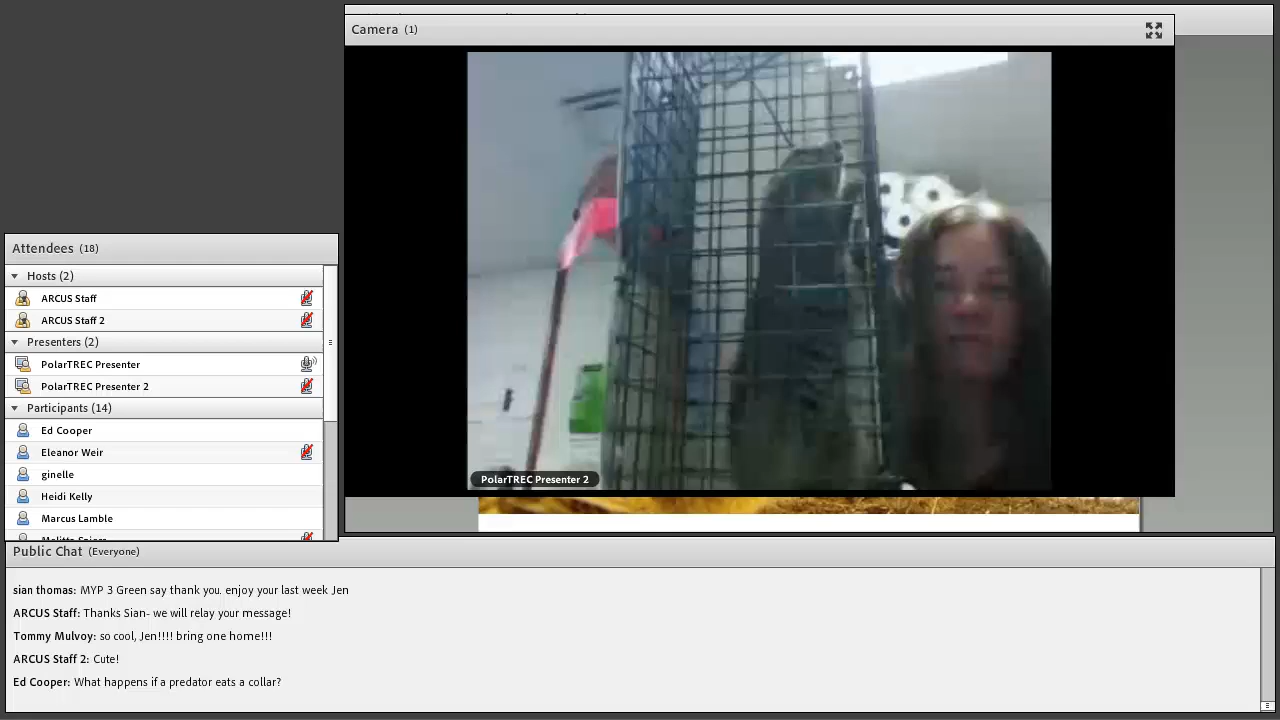 Camera (1)
PolarTREC Presenter 2
Attendees (18)
Hosts (2)
ARCUS Staff
ARCUS Staff 2
Presenters (2)
PolarTREC Presenter
PolarTREC Presenter 2
Participants (14)
Ed Cooper
Eleanor Weir
ginelle
Heidi Kelly
Marcus Lamble
Public Chat (Everyone)
sian thomas: MYP 3 Green say thank you. enjoy your last week Jen
ARCUS Staff: Thanks Sian- we will relay your message!
Tommy Mulvoy: so cool, Jen!!!! bring one home!!!
ARCUS Staff 2: Cute!
Ed Cooper: What happens if a predator eats a collar?